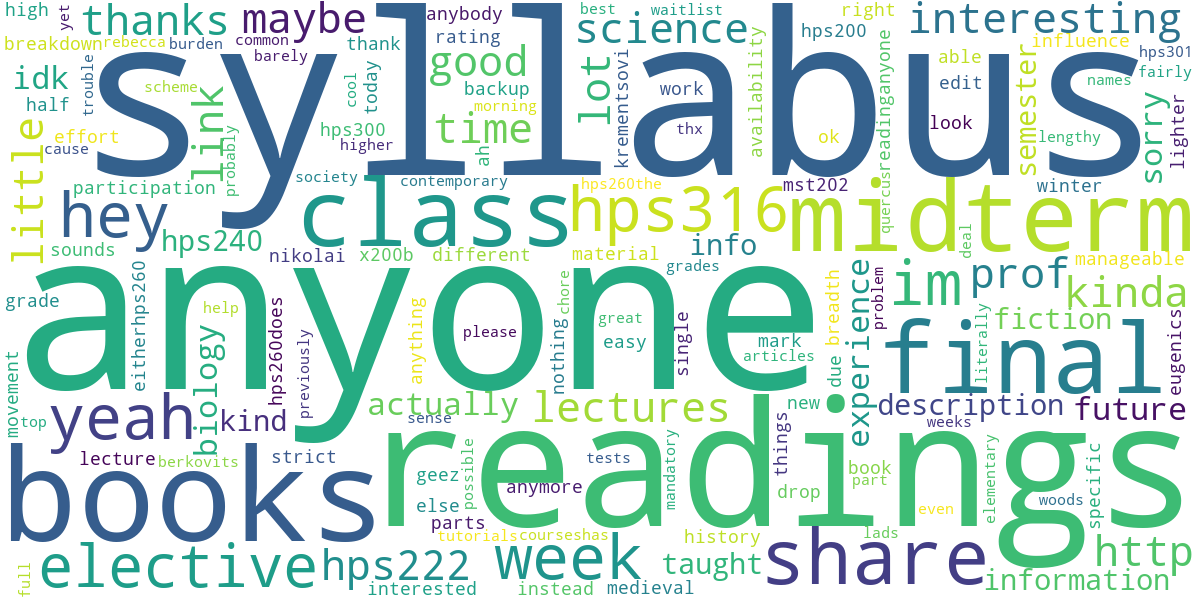 high
yet
thanks
maybe
anybody
best
waitlist
right
interesting
breakdown
rebecca
burden
common
barely
thank
rating
science
hps200
influence
hps301
syllabus
idk
half
trouble
scheme
link
cool
today
good
backup
morning
lot
krementsovi
work
thx
availability
able
edit
names
fairly
effort
cause
little
probably
hps300
higher
time
ah
ok
quercusreadinganyone
look
semester
lengthy
sorry
lighter
participation
society
contemporary
hps260the
mst202
winter
hey
class
hps316
midterm
sounds
hps240
nikolai
x200b
different
material
info
deal
manageable
grades
anyone
grade
eitherhps260
help
hps260does
previously
anything
please
chore
great
easy
nothing
single
mark
articles
due
breadth
experience
problem
im
prof
kinda
fiction
literally
eugenics
final
movement
biology
top
yeah
kind
actually
sense
lectures
new
description
weeks
future
books
lecture
berkovits
strict
readings
geez
possible
else
anymore
tests
mandatory
things
drop
book
part
elementary
woods
specific
parts
tutorials
courseshas
history
even
lads
full
elective
hps222
interested
week
instead
medieval
taught
share
http
information